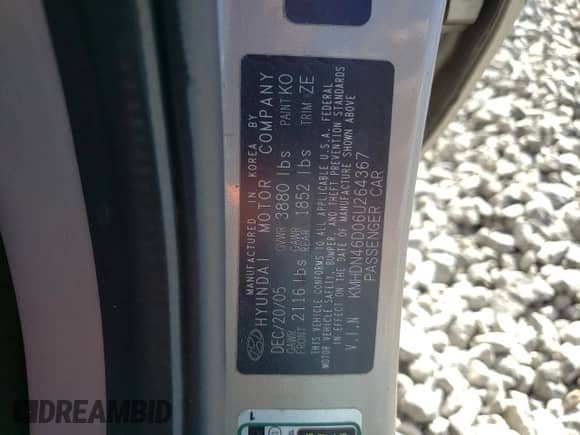 MANUFACTURED IN KOREA BY
HYUNDAI MOTOR COMPANY
DEC/20/05 GVWR 3880 lbs PAINT KO
GAWR FRONT 2116 lbs GAWR REAR 1852 lbs TRIM ZE
THIS VEHICLE CONFORMS TO ALL APPLICABLE U.S.A. FEDERAL
MOTOR VEHICLE SAFETY, BUMPER, AND THEFT PREVENTION STANDARDS
IN EFFECT ON THE DATE OF MANUFACTURE SHOWN ABOVE
V.I.N KMHDN46D06U264367
PASSENGER CAR
1
DREAMBID